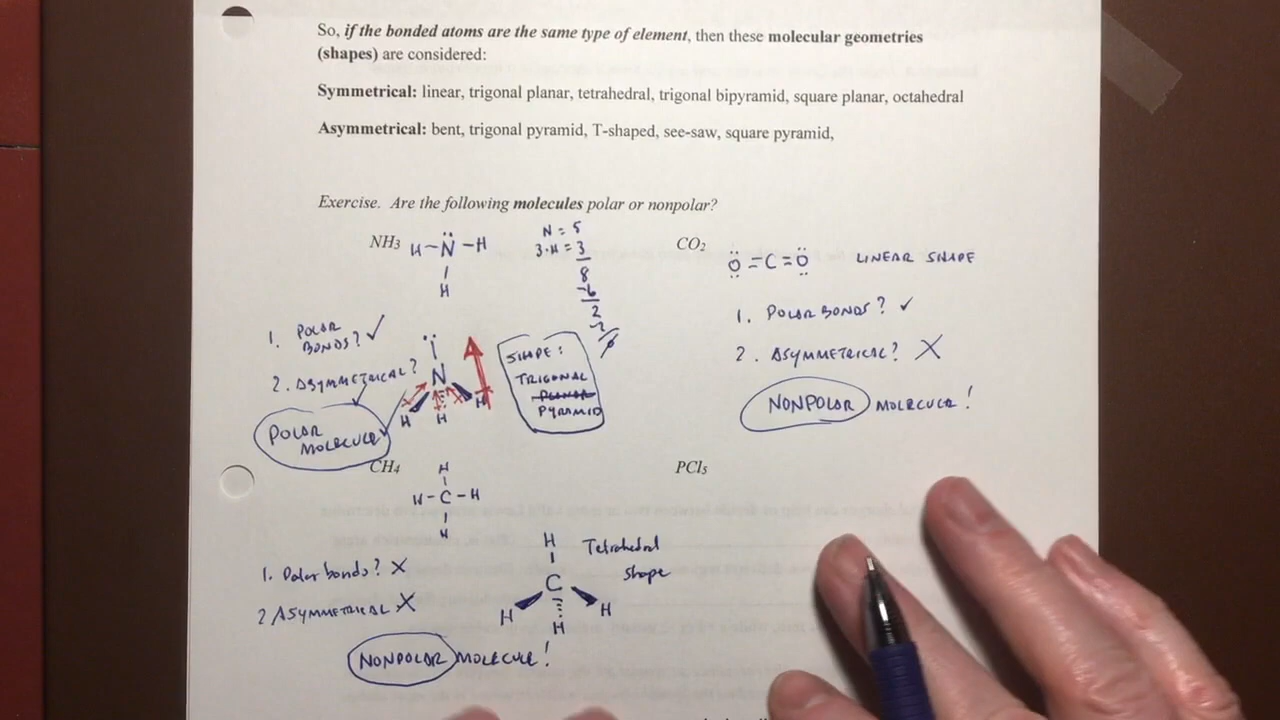 So, if the bonded atoms are the same type of element, then these molecular geometries
(shapes) are considered:
Symmetrical: linear, trigonal planar, tetrahedral, trigonal bipyramid, square planar, octahedral
Asymmetrical: bent, trigonal pyramid, T-shaped, see-saw, square pyramid,
Exercise. Are the following molecules polar or nonpolar?
NH3
H–N̈–H
|
H
N = 5
3·H = 3
8
-6
2
-2
0
1. POLAR
BONDS? ✓
2. ASYMMETRICAL? ✓
POLAR
MOLECULE
N
H H H
SHAPE:
TRIGONAL
PLANAR
PYRAMID
CO2
Ö=C=Ö LINEAR SHAPE
1. POLAR BONDS? ✓
2. ASYMMETRICAL? X
NONPOLAR MOLECULE!
CH4
H
H–C–H
H
1. Polar bonds? X
2 ASYMMETRICAL X
NONPOLAR MOLECULE!
H
C
H H
H
Tetrahedral
shape
PCl5